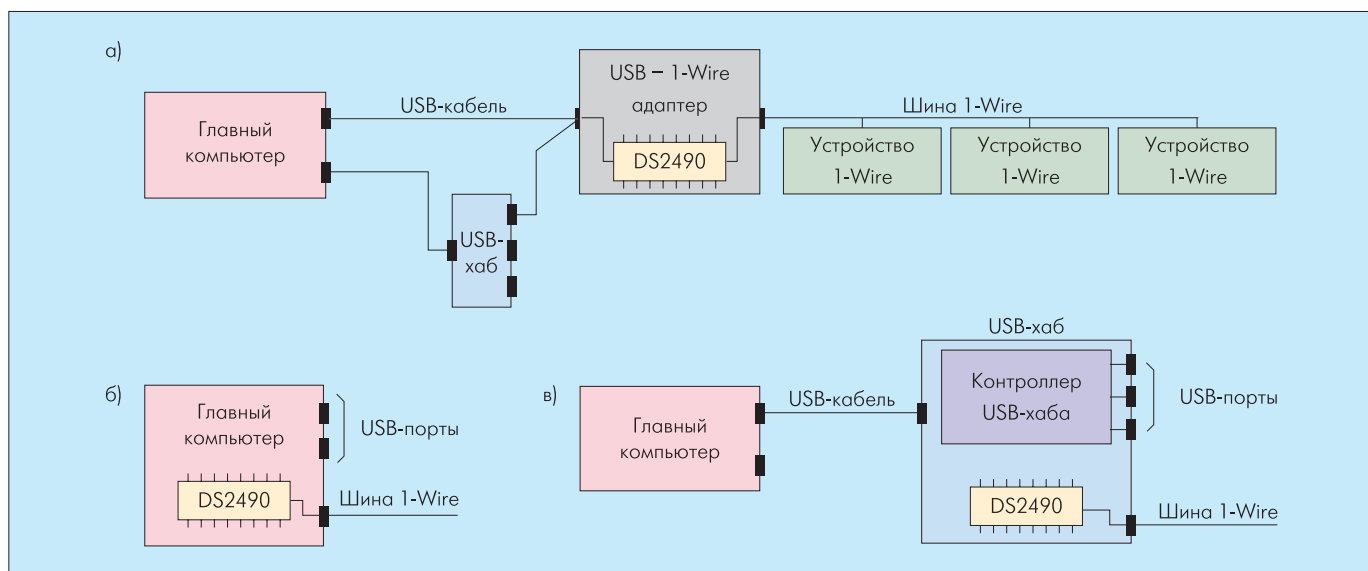 а)
Главный
компьютер
USB-кабель
USB-
хаб
USB – 1-Wire
адаптер
DS2490
Шина 1-Wire
Устройство
1-Wire
Устройство
1-Wire
Устройство
1-Wire
б)
Главный
компьютер
USB-порты
DS2490
Шина 1-Wire
в)
Главный
компьютер
USB-кабель
USB-хаб
Контроллер
USB-хаба
USB-порты
DS2490
Шина 1-Wire